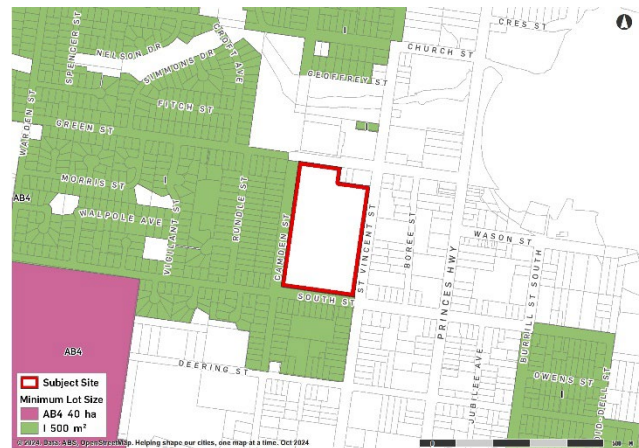 CRES ST
CHURCH ST
I
CROFT AVE
SPENCER ST
NELSON DR
SIMMONS DR
GEOFFREY ST
I
FITCH ST
GREEN ST
WARDEN ST
MORRIS ST
I
AB4
WALPOLE AVE
RUNDLE ST
CAMDEN ST
ST VINCENT ST
BOREE ST
WASON ST
VIGILANT ST
PRINCES HWY
SOUTH ST
BURRILL ST SOUTH
AB4
DEERING ST
JUBILEE AVE
OWENS ST
I
Subject Site
Minimum Lot Size
AB4 40 ha
I 500 m²
© 2024. Data: ABS, OpenStreetMap. Helping shape our cities, one map at a time. Oct 2024